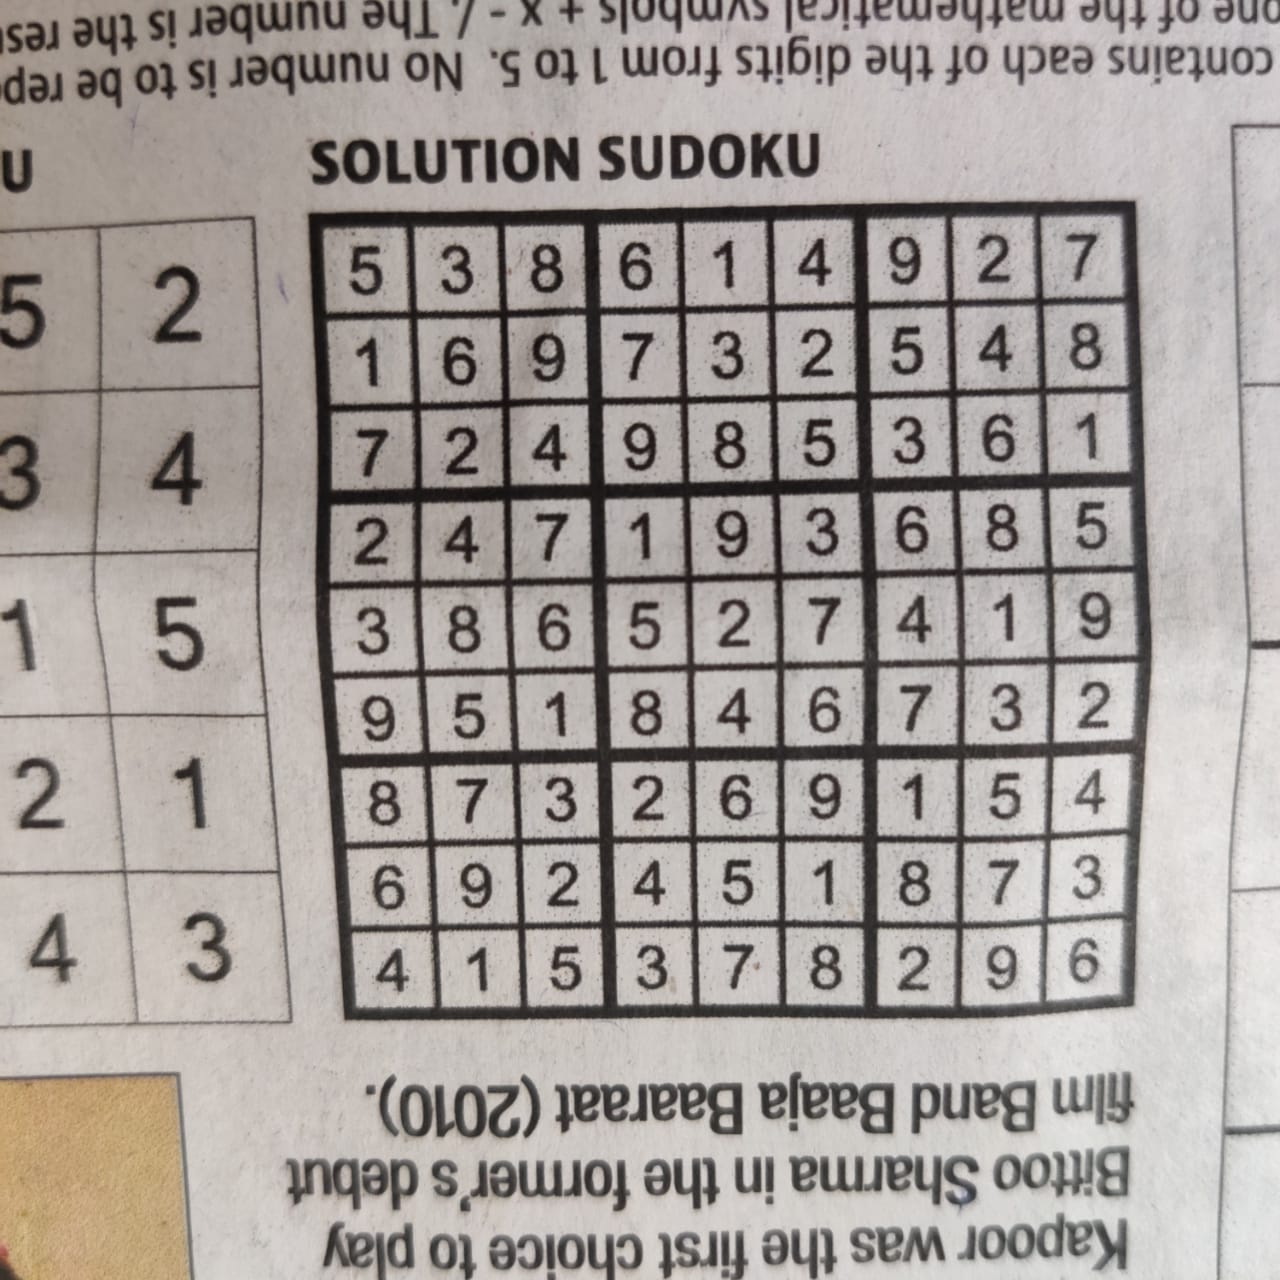 one of the mathematical symbols + x - /. The number is the
contains each of the digits from 1 to 5. No number is to be
U
SOLUTION SUDOKU
5 3 8 6 1 4 9 2 7
1 6 9 7 3 2 5 4 8
7 2 4 9 8 5 3 6 1
2 4 7 1 9 3 6 8 5
3 8 6 5 2 7 4 1 9
9 5 1 8 4 6 7 3 2
8 7 3 2 6 9 1 5 4
6 9 2 4 5 1 8 7 3
4 1 5 3 7 8 2 9 6
5 2
3 4
1 5
2 1
4 3
Kapoor was the first choice to play
Bittoo Sharma in the former's debut
film Band Baaja Baaraat (2010).